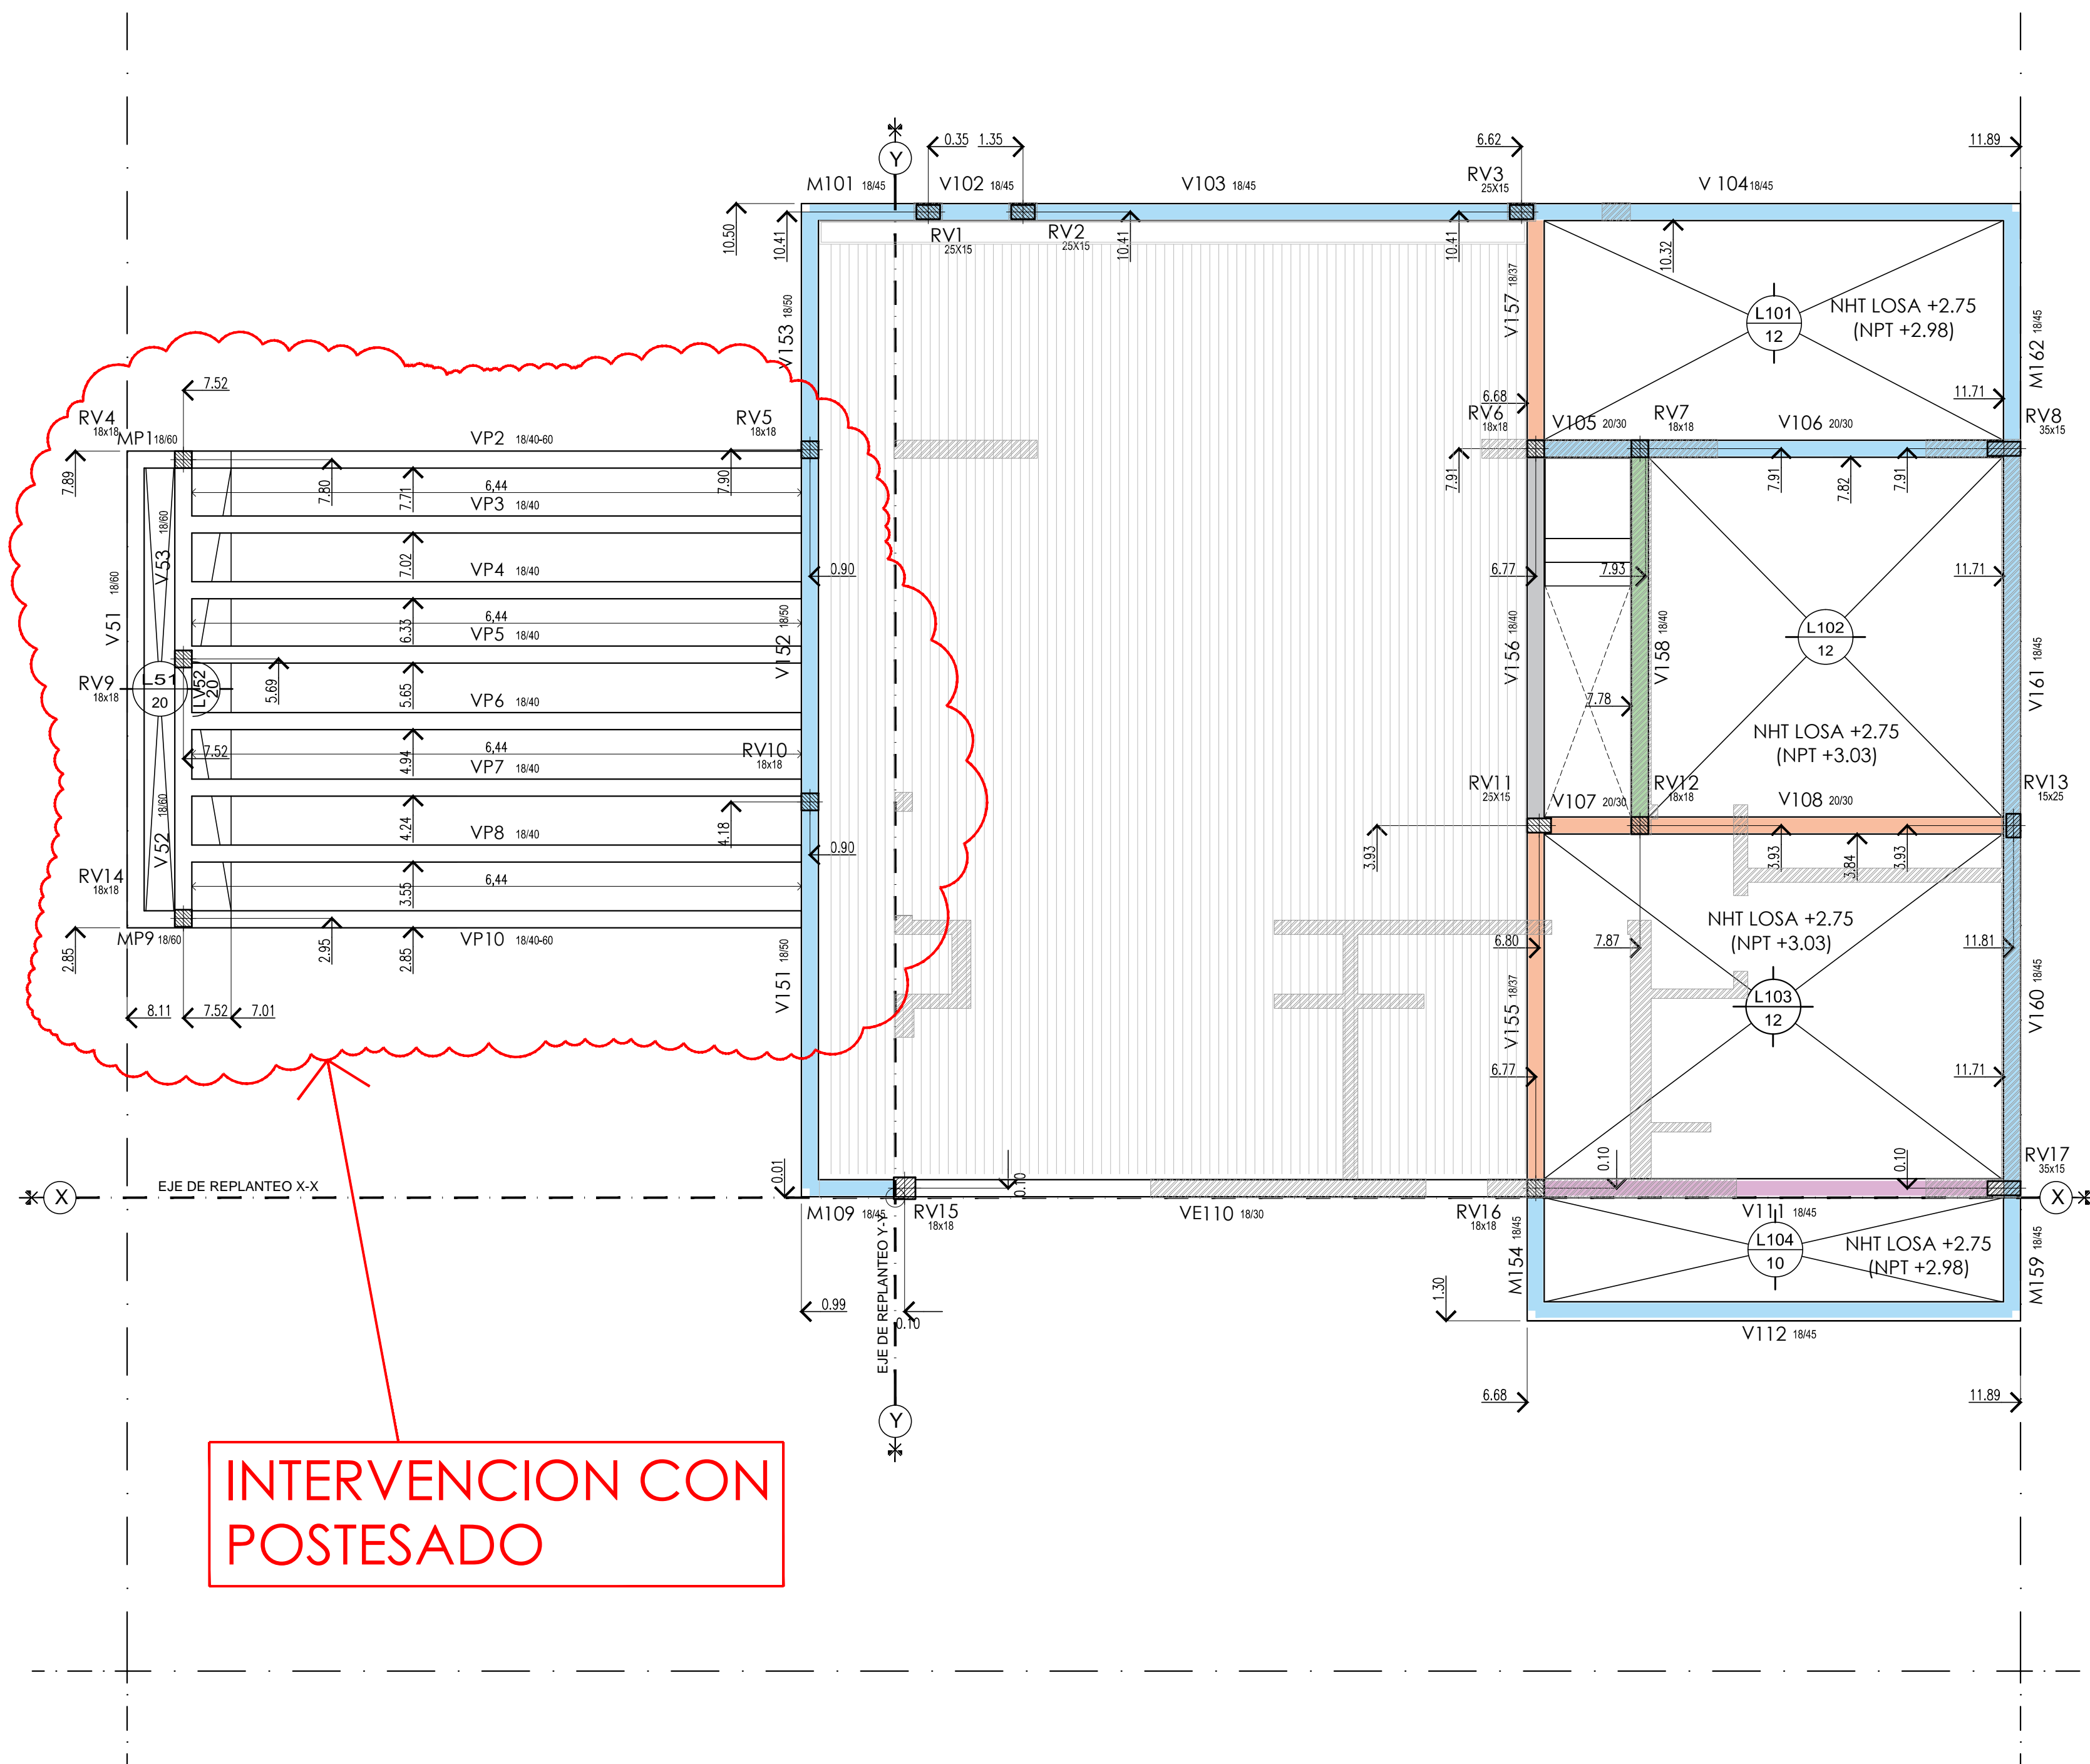 Y
0.35 1.35
6.62
11.89
M101 18/45
V102 18/45
V103 18/45
RV3
25X15
V 104 18/45
10.50
10.41
RV1
25X15
RV2
25X15
10.41
10.41
10.32
V153 18/50
V157 18/37
L101
12
NHT LOSA +2.75
(NPT +2.98)
M162 18/45
7.52
6.68
11.71
RV4
18x18
MP1 18/60
VP2 18/40-60
RV5
18x18
RV6
18x18
V105 20/30
RV7
18x18
V106 20/30
RV8
35x15
7.89
7.80
7.71
7.90
7.91
7.91
7.82
7.91
6,44
VP3 18/40
V53 18/60
7.02
VP4 18/40
0.90
6.77
7.93
11.71
V51 18/60
6,44
6.33
VP5 18/40
V152 18/50
V156 18/40
V158 18/40
L102
12
V161 18/45
RV9
18x18
L51
20
LV52
20
5.69
5.65
VP6 18/40
7.78
NHT LOSA +2.75
(NPT +3.03)
7.52
4.94
6,44
VP7 18/40
RV10
18x18
RV11
25X15
V107 20/30
RV12
18x18
V108 20/30
RV13
15x25
V52 18/60
4.24
VP8 18/40
4.18
3.93
0.90
3.93
3.84
3.93
RV14
18x18
3.55
6,44
NHT LOSA +2.75
(NPT +3.03)
2.85
MP9 18/60
2.95
2.85
VP10 18/40-60
6.80
7.87
11.81
V151 18/50
V155 18/37
L103
12
V160 18/45
8.11
7.52
7.01
6.77
11.71
0.01
0.10
0.10
0.10
RV17
35x15
X
EJE DE REPLANTEO X-X
X
M109 18/45
RV15
18x18
VE110 18/30
RV16
18x18
V111 18/45
EJE DE REPLANTEO Y-Y
M154 18/45
L104
10
NHT LOSA +2.75
(NPT +2.98)
M159 18/45
0.99
0.10
1.30
V112 18/45
6.68
11.89
Y
INTERVENCION CON
POSTESADO